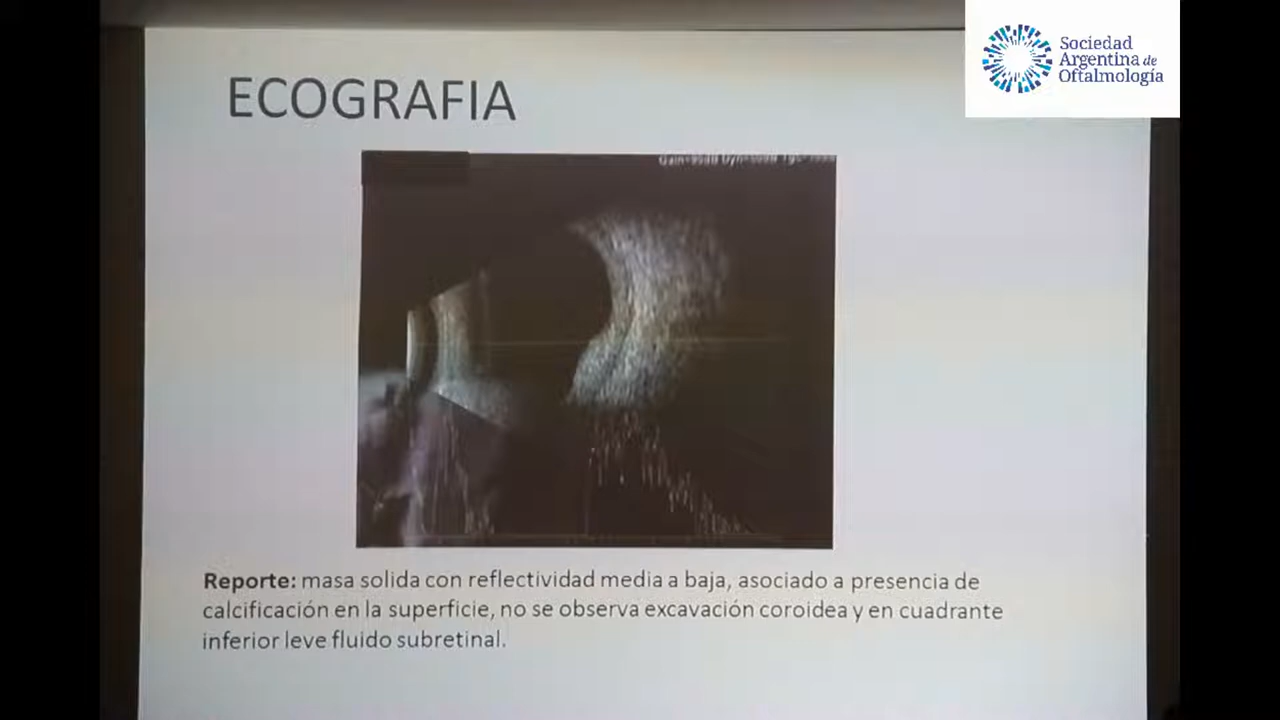 Sociedad
Argentina de
Oftalmología
ECOGRAFIA
Reporte: masa solida con reflectividad media a baja, asociado a presencia de
calcificación en la superficie, no se observa excavación coroidea y en cuadrante
inferior leve fluido subretinal.